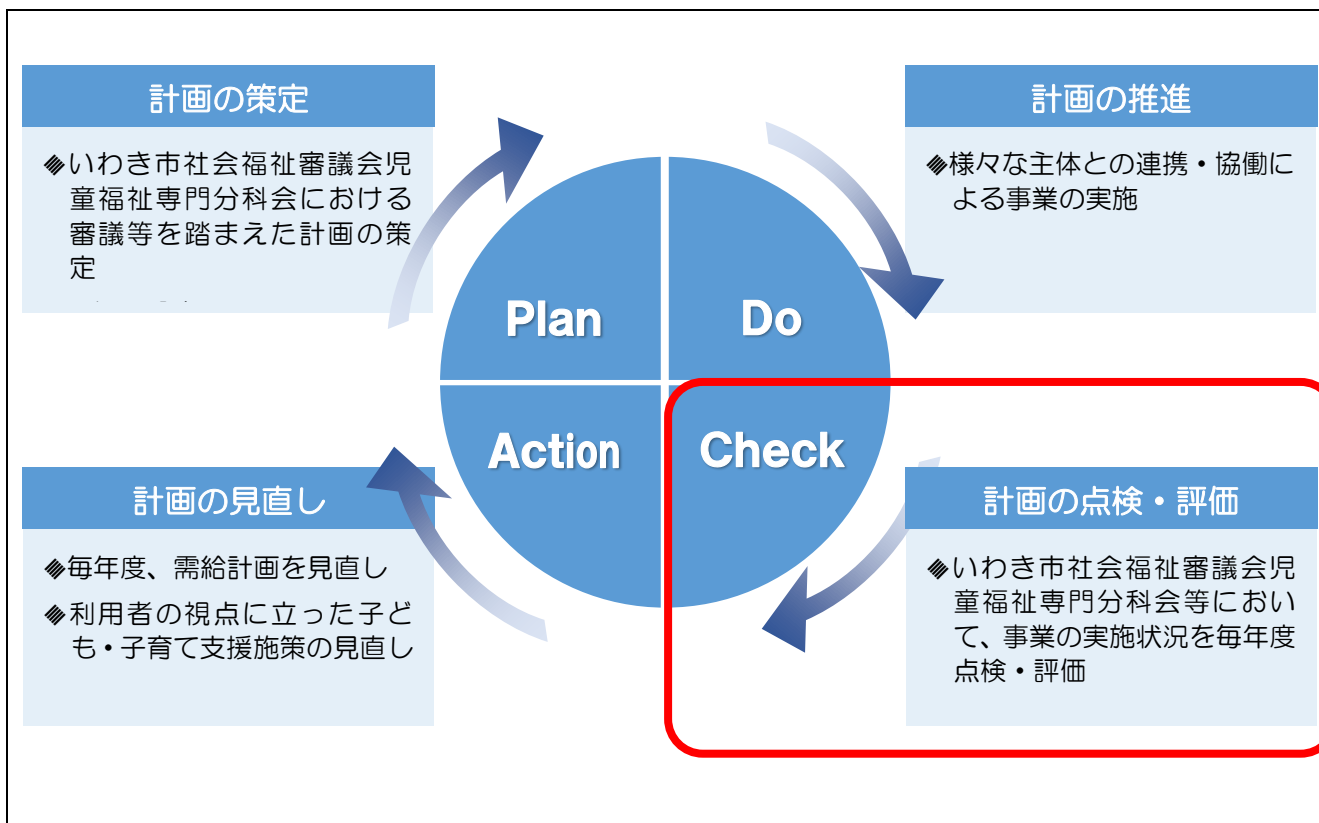 計画の策定
◆いわき市社会福祉審議会児
童福祉専門分科会における
審議等を踏まえた計画の策
定
計画の推進
◆様々な主体との連携・協働に
よる事業の実施
Plan
Do
Action
Check
計画の見直し
◆毎年度、需給計画を見直し
◆利用者の視点に立った子ど
も・子育て支援施策の見直し
計画の点検・評価
◆いわき市社会福祉審議会児
童福祉専門分科会等におい
て、事業の実施状況を毎年度
点検・評価